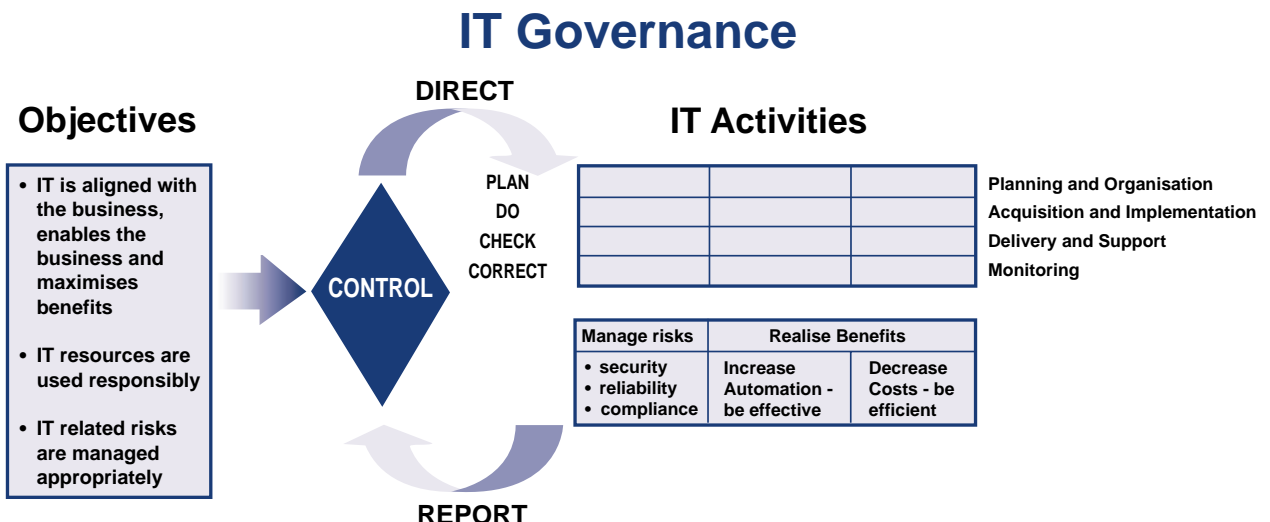 IT Governance
DIRECT
Objectives
IT Activities
• IT is aligned with
the business,
enables the
business and
maximises
benefits
• IT resources are
used responsibly
• IT related risks
are managed
appropriately
CONTROL
PLAN
DO
CHECK
CORRECT
Planning and Organisation
Acquisition and Implementation
Delivery and Support
Monitoring
Manage risks
• security
• reliability
• compliance
Realise Benefits
Increase
Automation -
be effective
Decrease
Costs - be
efficient
REPORT